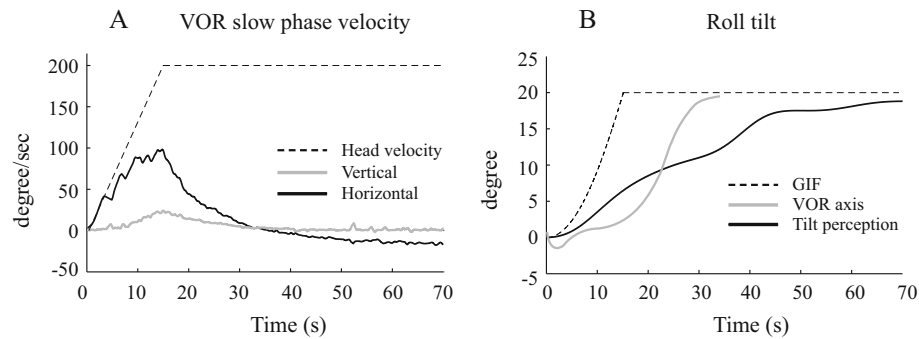 A VOR slow phase velocity
200
150
100
50
0
-50
degree/sec
Head velocity
Vertical
Horizontal
0 10 20 30 40 50 60 70
Time (s)
B Roll tilt
25
20
15
10
5
0
-5
degree
GIF
VOR axis
Tilt perception
0 10 20 30 40 50 60 70
Time (s)